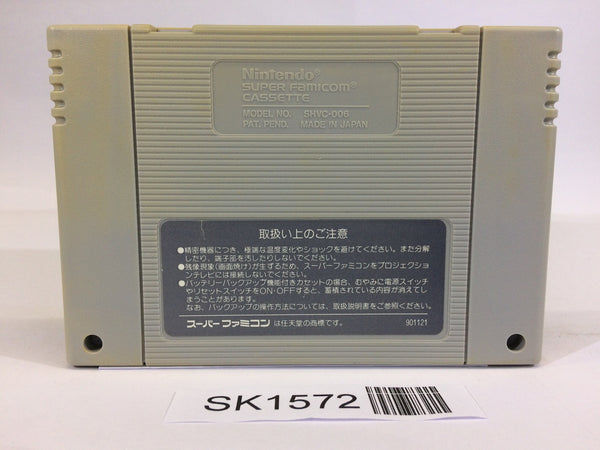 Nintendo®
SUPER FAMICOM®
CASSETTE
MODEL NO. SHVC-006
PAT. PEND. MADE IN JAPAN
取扱い上のご注意
●精密機器につき、極端な温度変化やショックを避けてください。また分解
したり、端子部を汚したりしないでください。
●残像現象(画面焼け)が生ずるため、スーパーファミコンをプロジェクショ
ンテレビには接続しないでください。
●バッテリーバックアップ機能付きカセットの場合、むやみに電源スイッチ
やリセットスイッチをON・OFFすると、蓄積されている内容が消えてし
まうことがあります。
なお、バックアップの操作方法については、取扱説明書をご参照ください。
スーパーファミコンは任天堂の商標です。 901121
SK1572